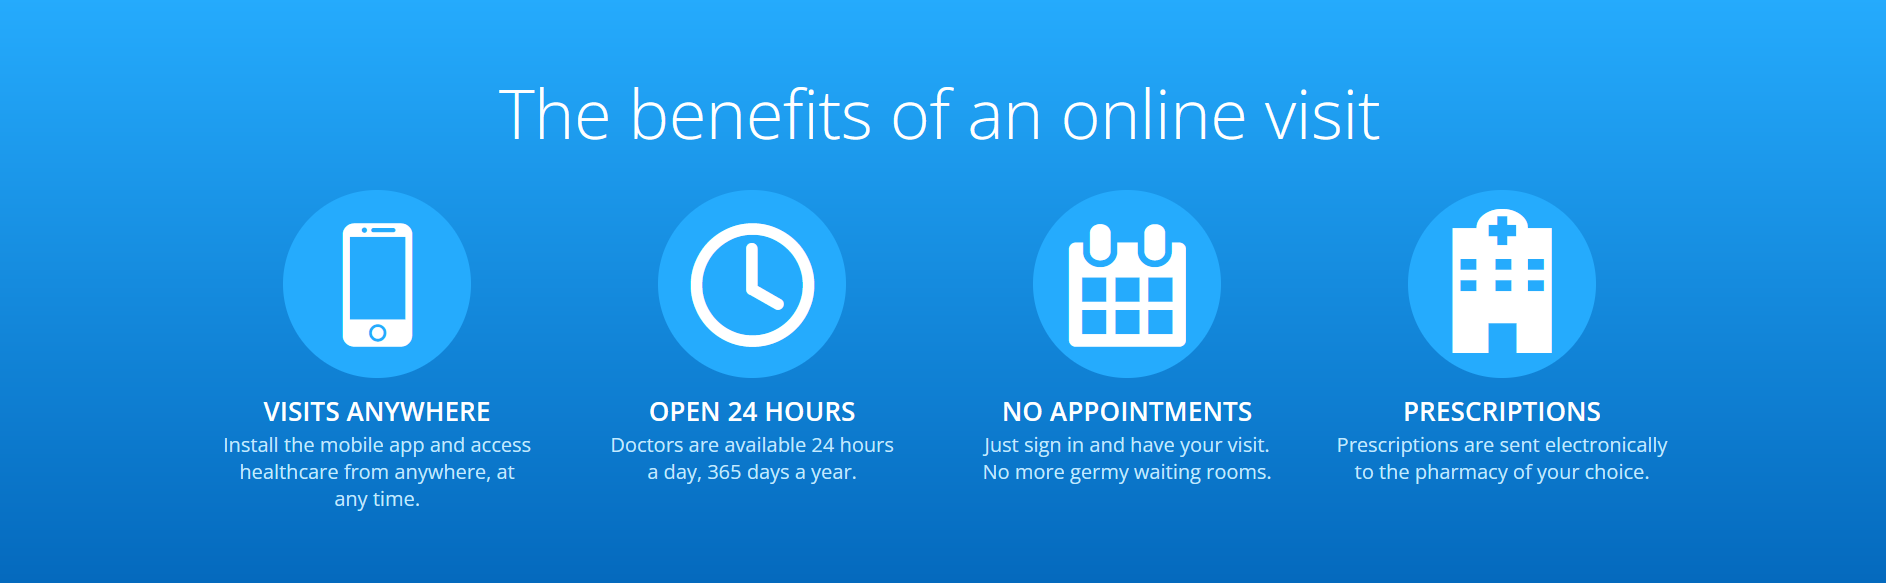 The benefits of an online visit
VISITS ANYWHERE
Install the mobile app and access
healthcare from anywhere, at
any time.
OPEN 24 HOURS
Doctors are available 24 hours
a day, 365 days a year.
NO APPOINTMENTS
Just sign in and have your visit.
No more germy waiting rooms.
PRESCRIPTIONS
Prescriptions are sent electronically
to the pharmacy of your choice.